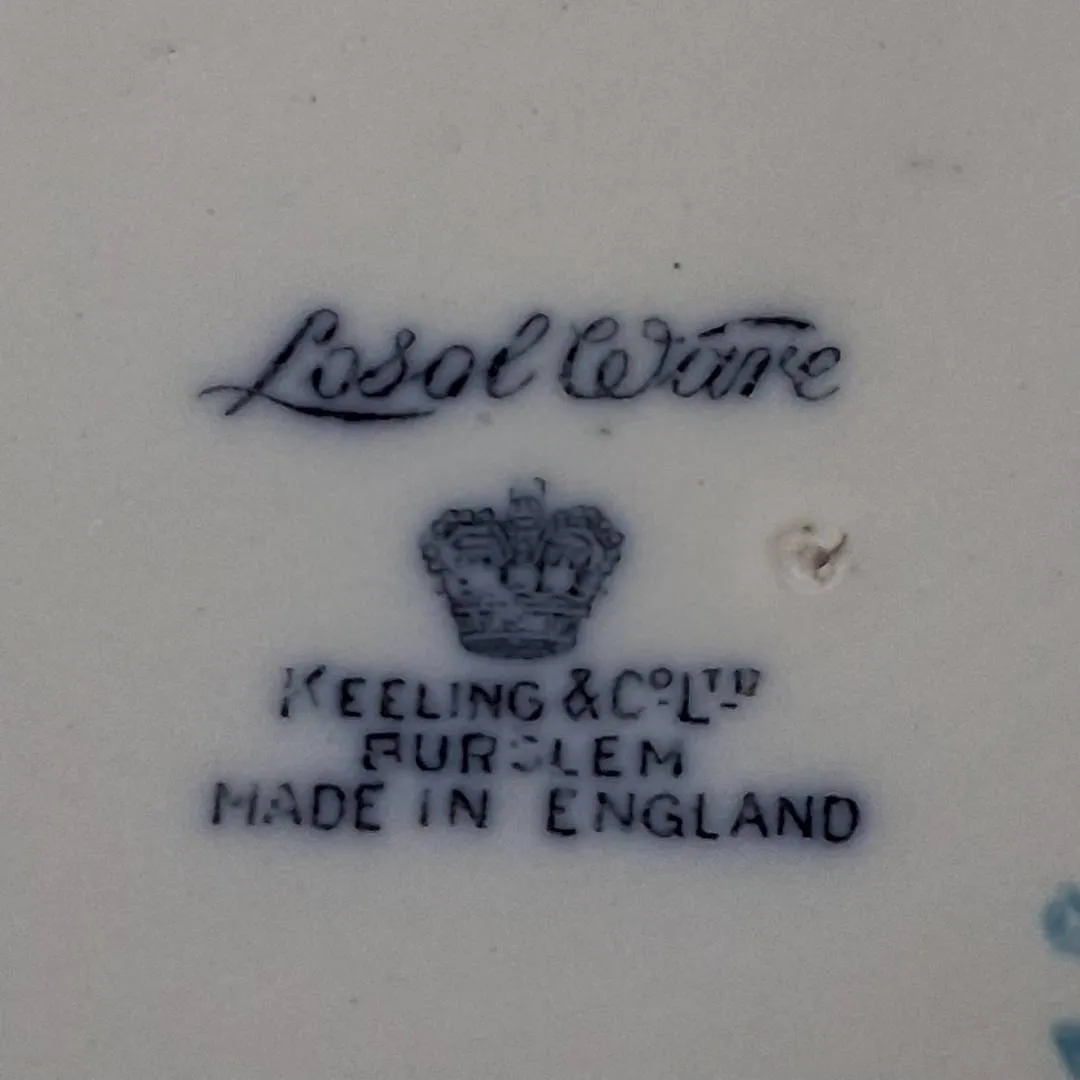 Losol Ware
KEELING & Cº LTD
BURSLEM
MADE IN ENGLAND